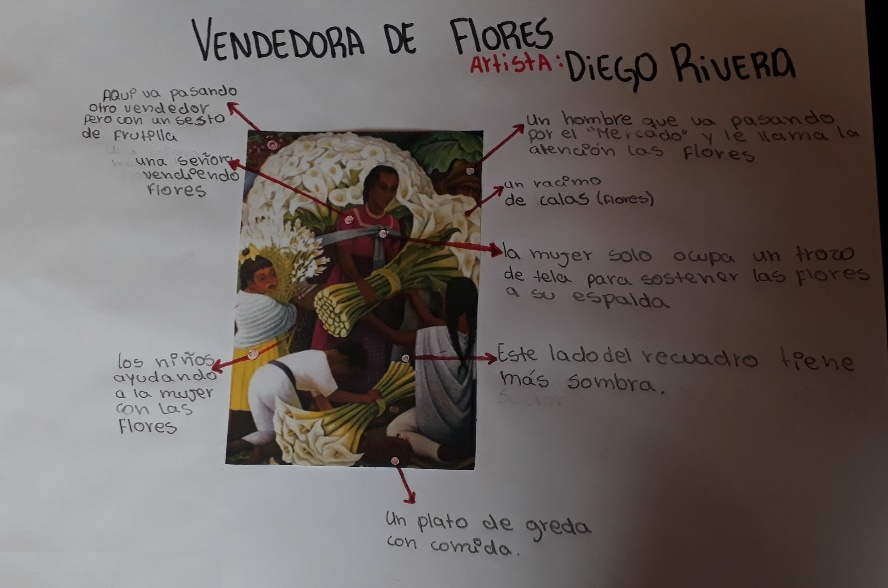 VENDEDORA DE FLORES
ArtistA: DiEGO RiVERA
AQUí va pasando
otro vendedor
pero con un sesto
de Frutilla
una señora
vendiendo
Flores
un hombre que va pasando
por el "Mercado" y le llama la
atención las Flores
un racimo
de calas (Flores)
la mujer solo ocupa un trozo
de tela para sostener las Flores
a su espalda
los niños
ayudando
a la mujer
con las
Flores
Este lado del recuadro tiene
más sombra.
Un plato de greda
con comida.